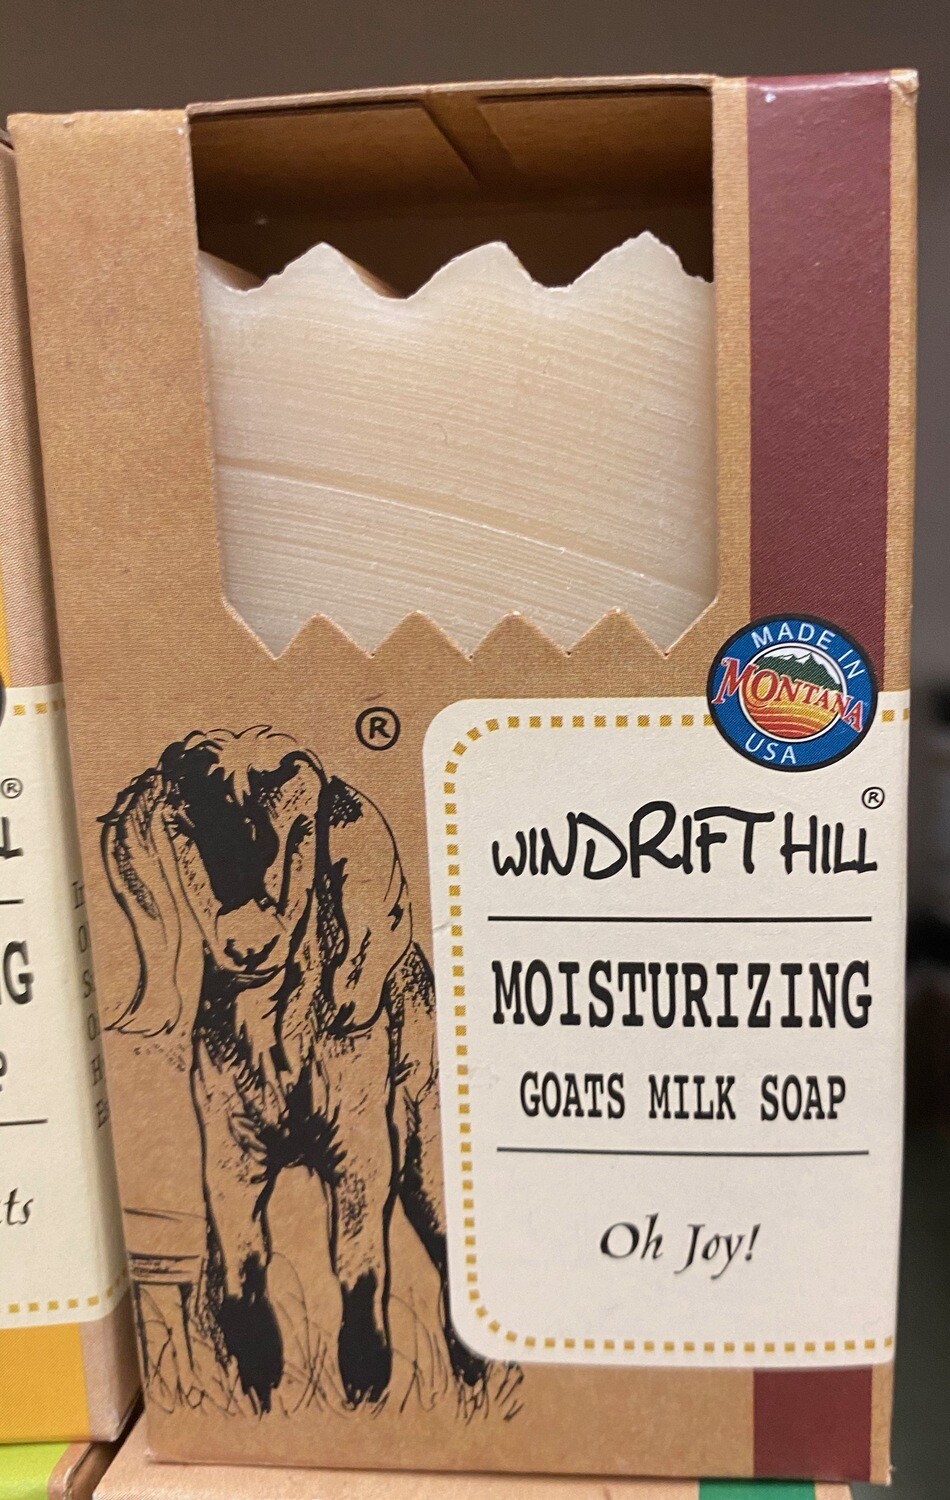 MADE IN
MONTANA
USA
®
WINDRIFT HILL ®
MOISTURIZING
GOATS MILK SOAP
Oh Joy!
®